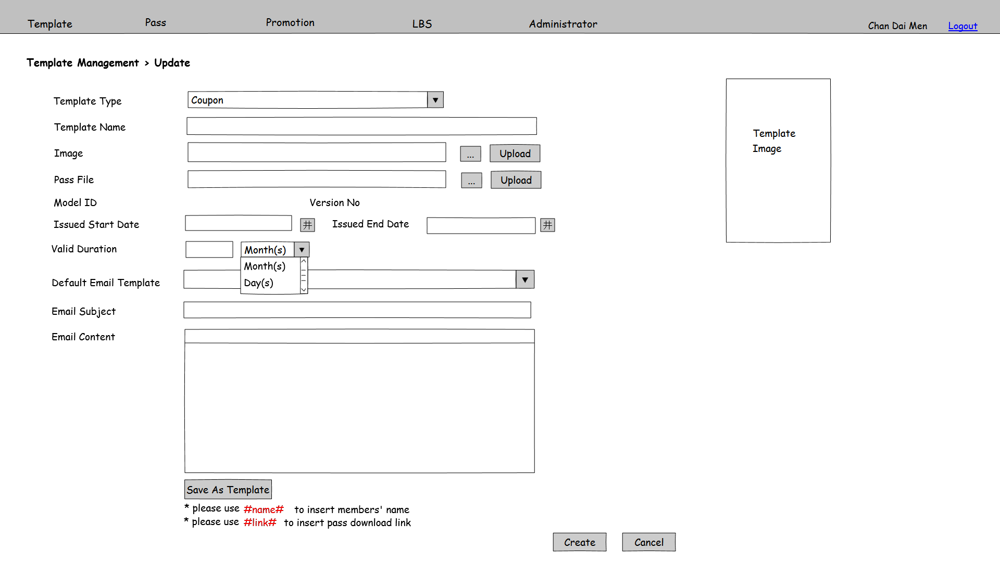 Template Pass Promotion LBS Administrator Chan Dai Men Logout
Template Management > Update
Template Type Coupon
Template Name
Image ... Upload
Pass File ... Upload
Template
Image
Model ID Version No
Issued Start Date 井 Issued End Date 井
Valid Duration Month(s)
Month(s)
Day(s)
Default Email Template
Email Subject
Email Content
Save As Template
* please use #name# to insert members' name
* please use #link# to insert pass download link
Create Cancel